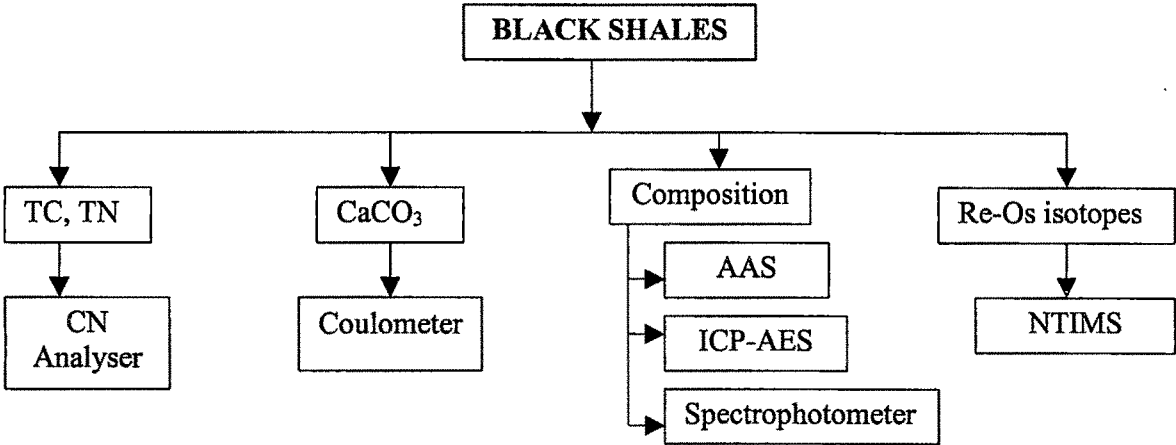 BLACK SHALES
TC, TN
CaCO₃
Composition
Re-Os isotopes
CN
Analyser
Coulometer
AAS
ICP-AES
Spectrophotometer
NTIMS